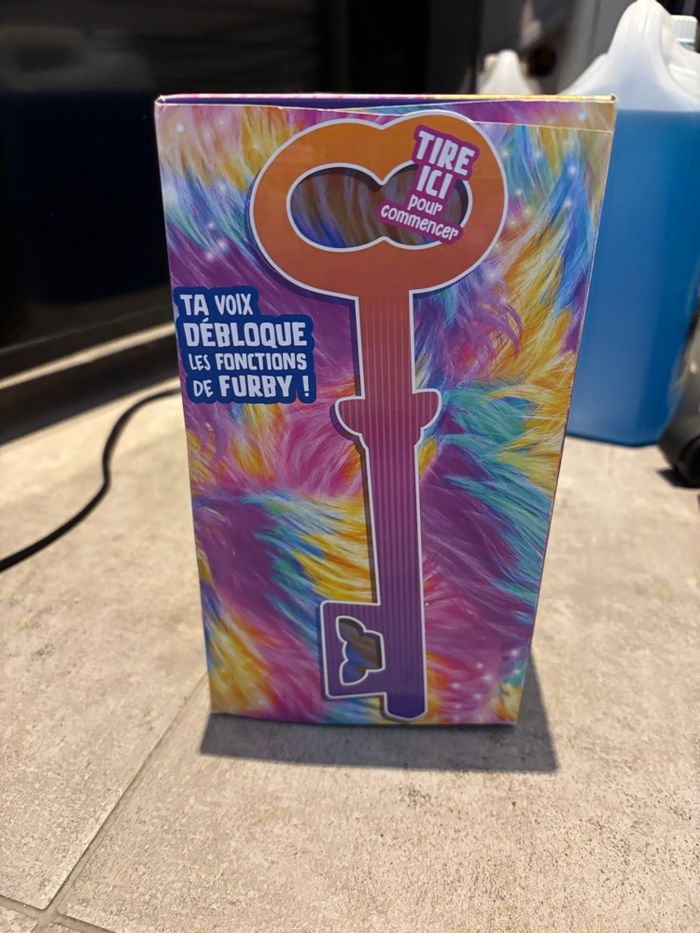 TIRE
ICI
pour
commencer
TA VOIX
DÉBLOQUE
LES FONCTIONS
DE FURBY !